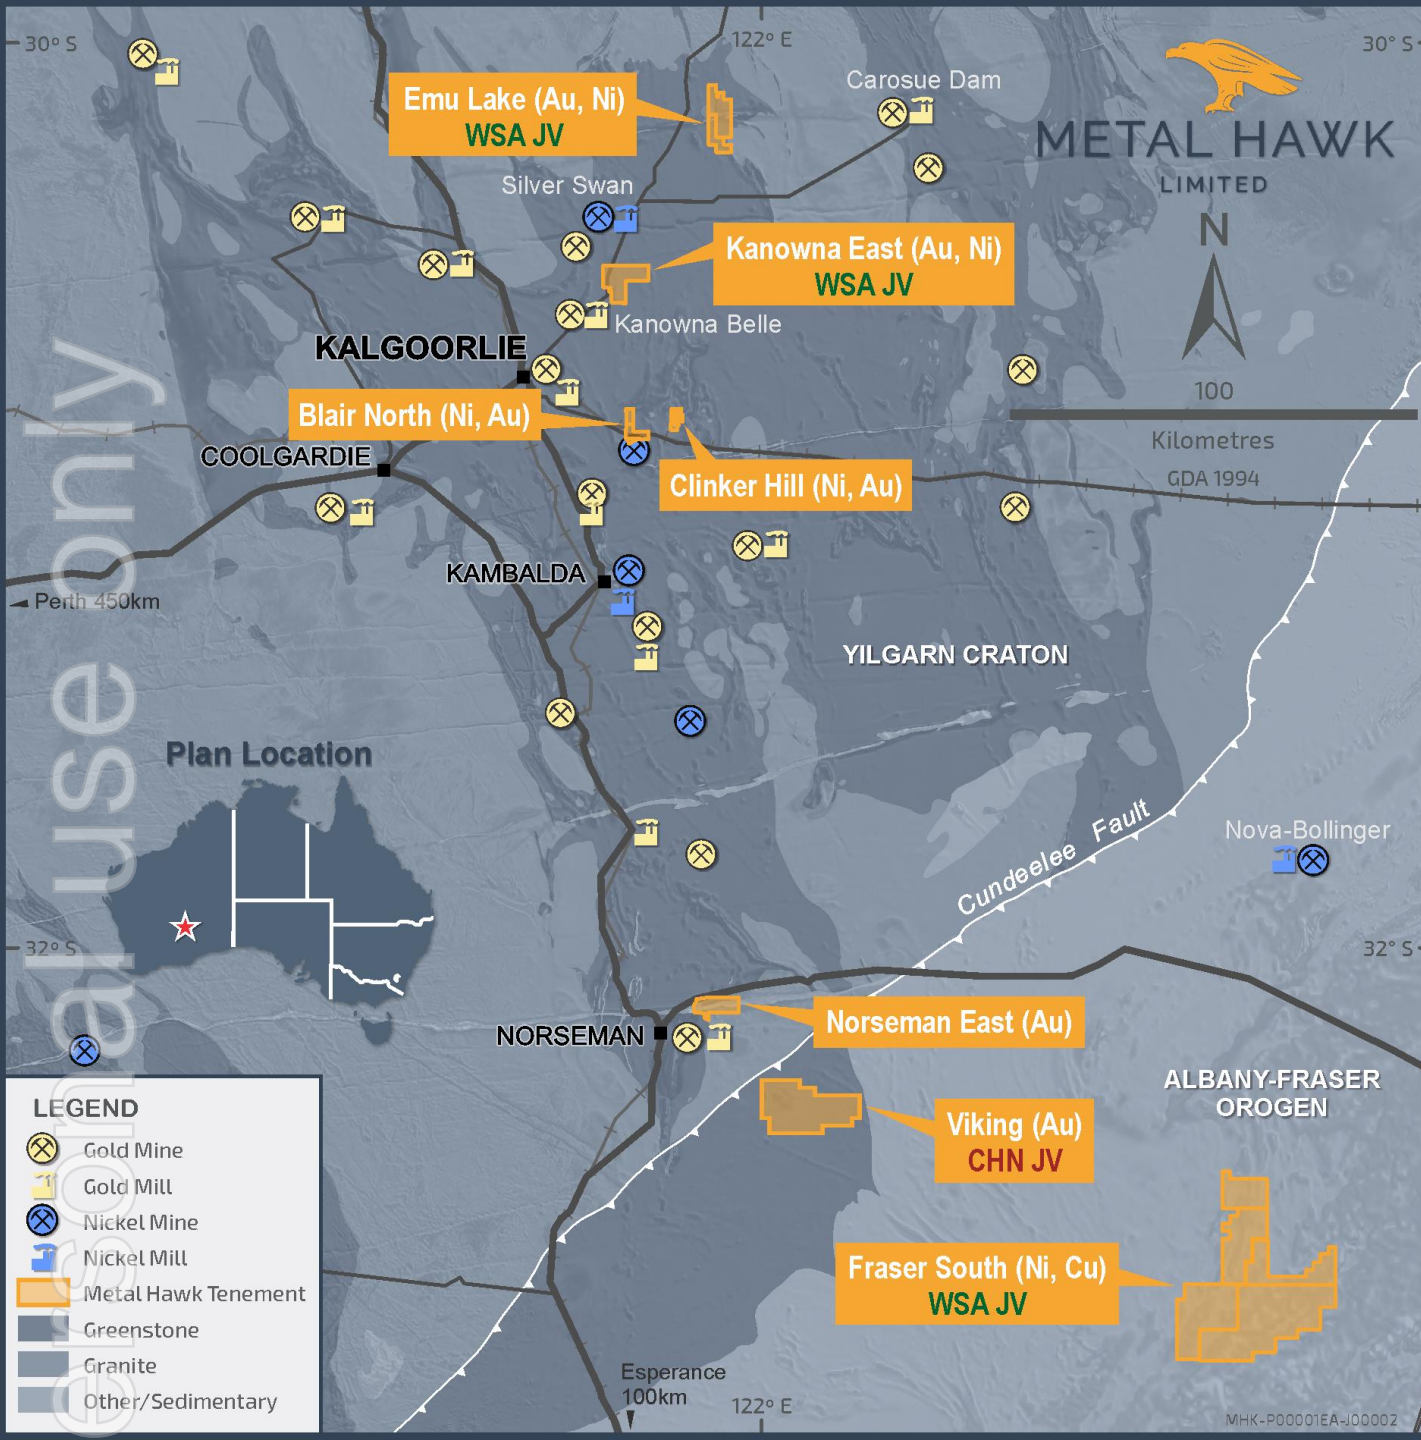 30° S
122° E
30° S
METAL HAWK
LIMITED
N
100
Kilometres
GDA 1994
Carosue Dam
Emu Lake (Au, Ni)
WSA JV
Silver Swan
Kanowna East (Au, Ni)
WSA JV
Kanowna Belle
KALGOORLIE
Blair North (Ni, Au)
COOLGARDIE
Clinker Hill (Ni, Au)
KAMBALDA
Perth 450km
YILGARN CRATON
Plan Location
Cundeelee Fault
Nova-Bollinger
32° S
32° S
NORSEMAN
Norseman East (Au)
ALBANY-FRASER
OROGEN
Viking (Au)
CHN JV
Fraser South (Ni, Cu)
WSA JV
LEGEND
Gold Mine
Gold Mill
Nickel Mine
Nickel Mill
Metal Hawk Tenement
Greenstone
Granite
Other/Sedimentary
Esperance
100km
122° E
MHK-P00001EA-J00002
ersonal use only